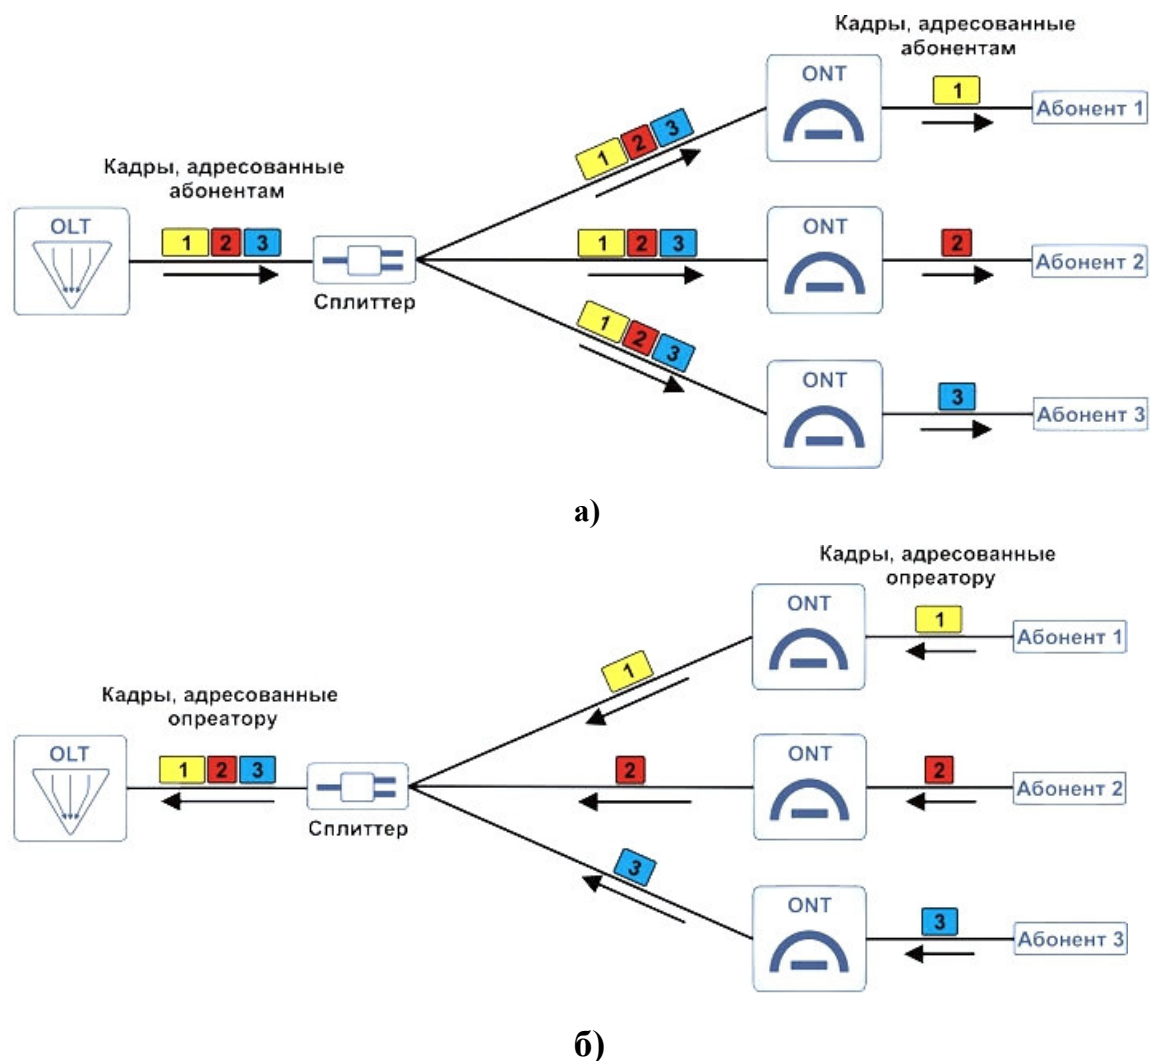 Кадры, адресованные
абонентам
ONT
1
Абонент 1
1 2 3
Кадры, адресованные
абонентам
OLT
1 2 3
Сплиттер
1 2 3
ONT
2
Абонент 2
1 2 3
ONT
3
Абонент 3
а)
Кадры, адресованные
опреатору
ONT
1
Абонент 1
1
Кадры, адресованные
опреатору
OLT
1 2 3
Сплиттер
2
ONT
2
Абонент 2
3
ONT
3
Абонент 3
б)